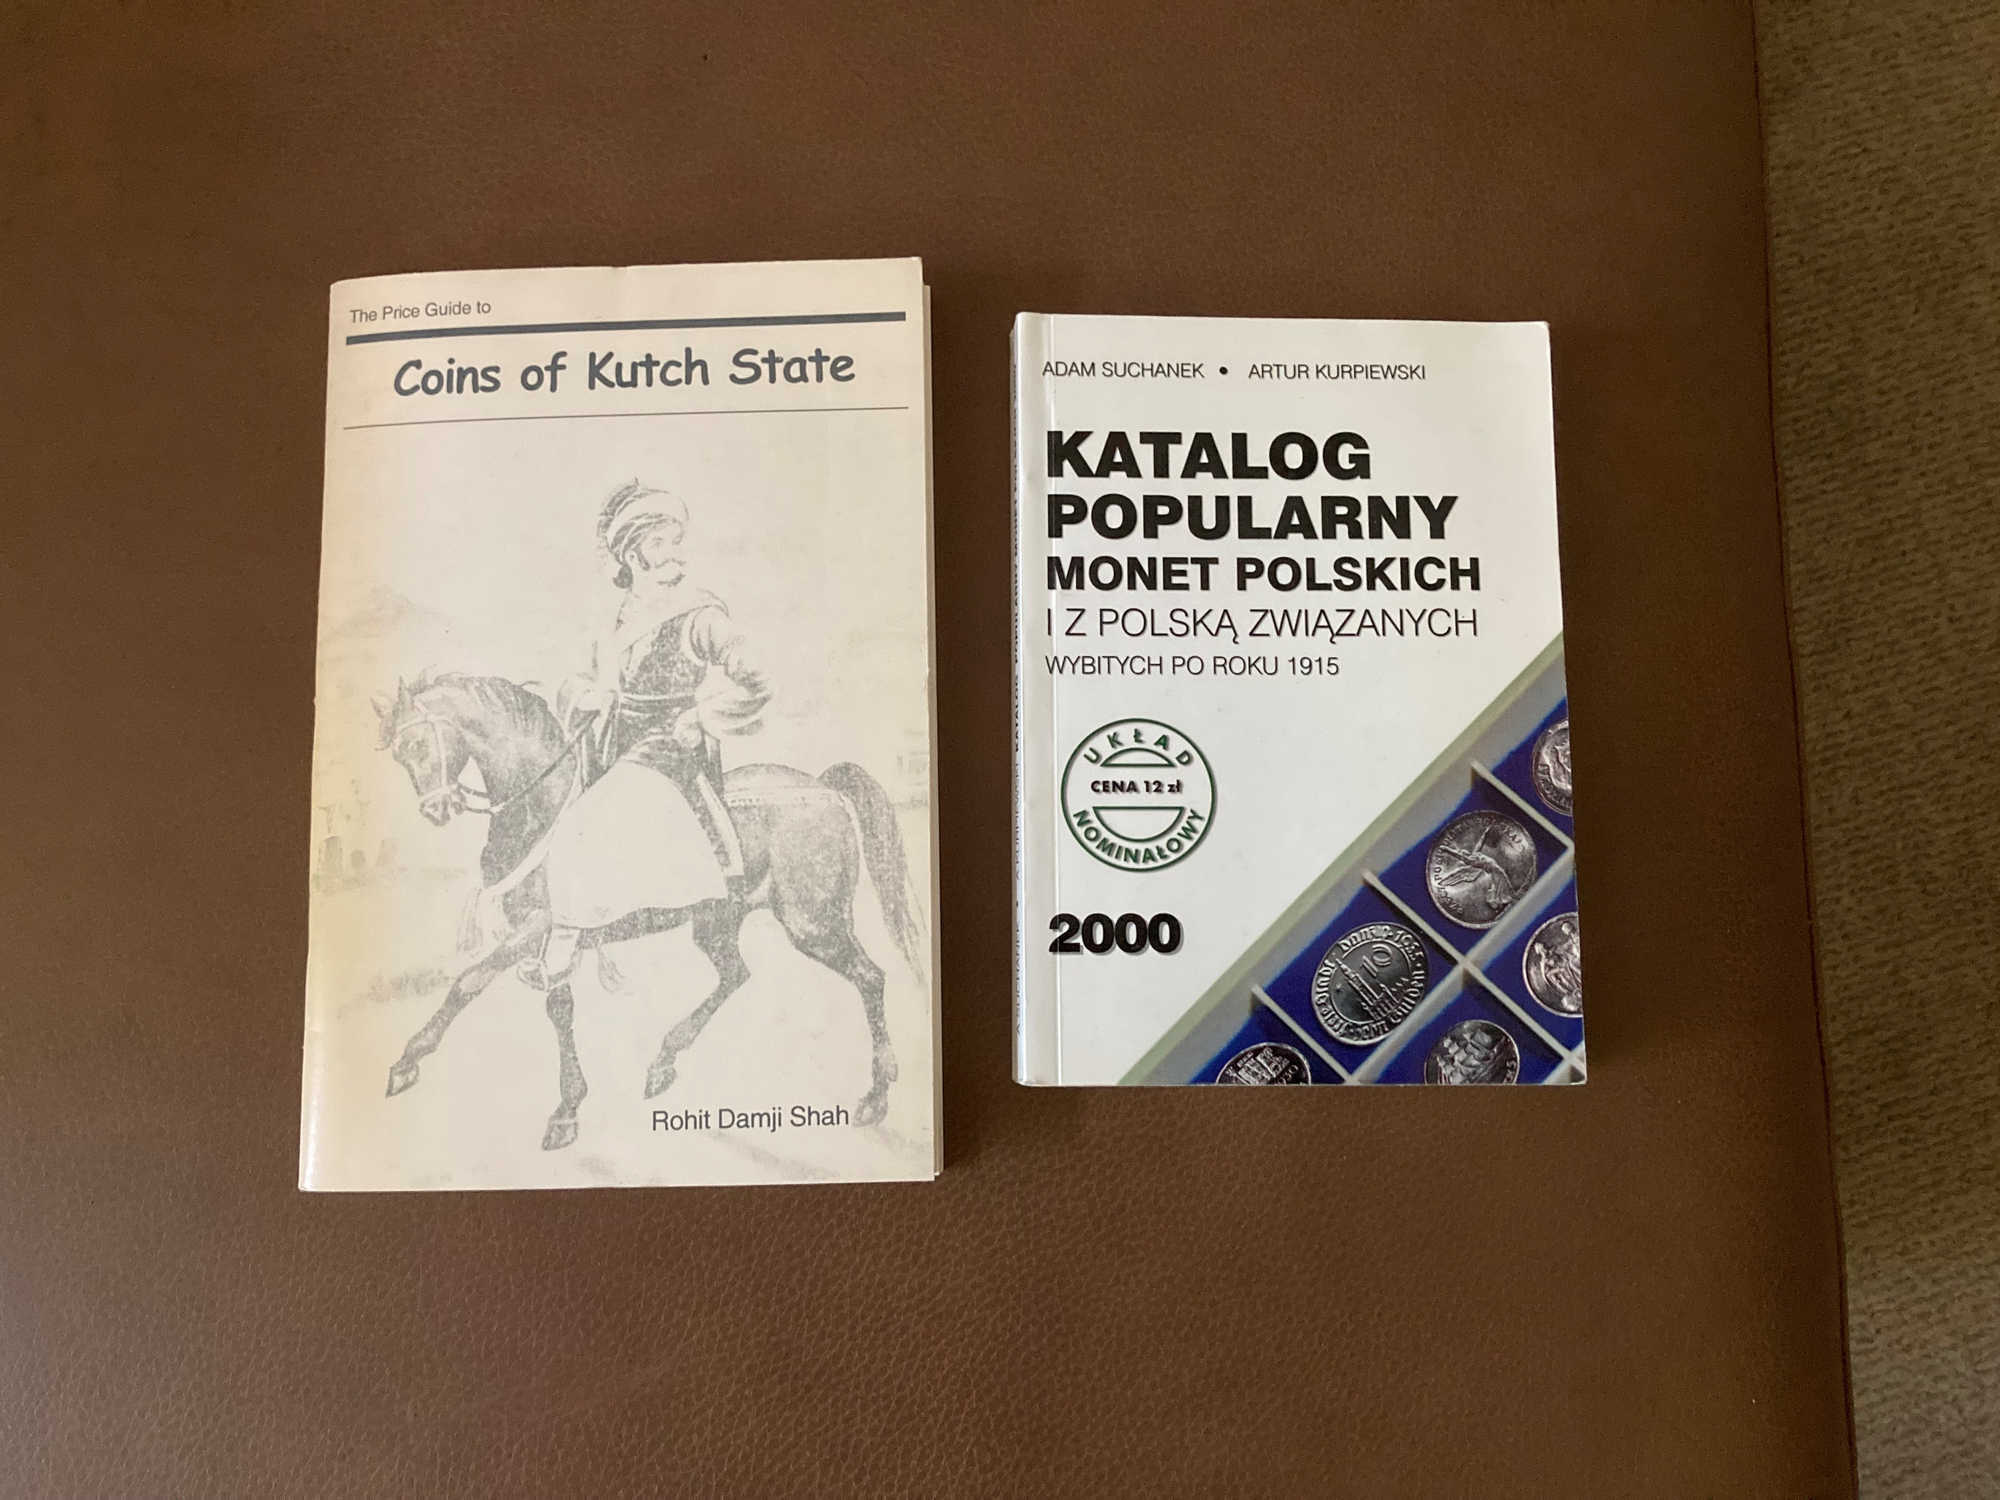 The Price Guide to
Coins of Kutch State
Rohit Damji Shah
ADAM SUCHANEK • ARTUR KURPIEWSKI
KATALOG
POPULARNY
MONET POLSKICH
I Z POLSKĄ ZWIĄZANYCH
WYBITYCH PO ROKU 1915
UKŁAD
CENA 12 zł
NOMINAŁOWY
2000